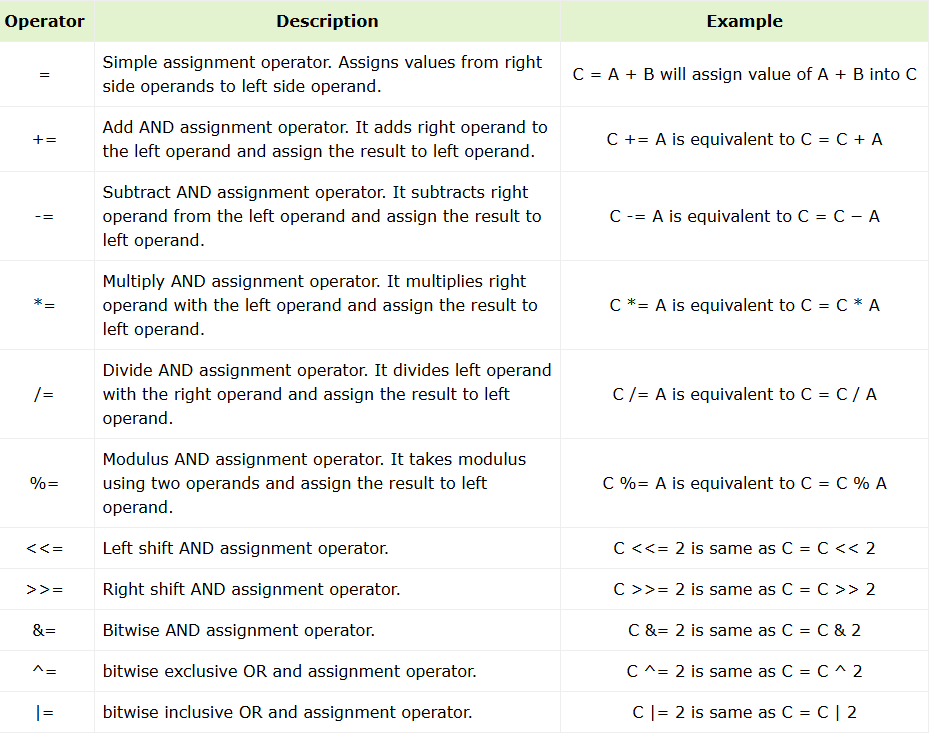 Operator Description Example
= Simple assignment operator. Assigns values from right
side operands to left side operand. C = A + B will assign value of A + B into C
+= Add AND assignment operator. It adds right operand to
the left operand and assign the result to left operand. C += A is equivalent to C = C + A
-= Subtract AND assignment operator. It subtracts right
operand from the left operand and assign the result to
left operand. C -= A is equivalent to C = C − A
*= Multiply AND assignment operator. It multiplies right
operand with the left operand and assign the result to
left operand. C *= A is equivalent to C = C * A
/= Divide AND assignment operator. It divides left operand
with the right operand and assign the result to left
operand. C /= A is equivalent to C = C / A
%= Modulus AND assignment operator. It takes modulus
using two operands and assign the result to left
operand. C %= A is equivalent to C = C % A
<<= Left shift AND assignment operator. C <<= 2 is same as C = C << 2
>>= Right shift AND assignment operator. C >>= 2 is same as C = C >> 2
&= Bitwise AND assignment operator. C &= 2 is same as C = C & 2
^= bitwise exclusive OR and assignment operator. C ^= 2 is same as C = C ^ 2
|= bitwise inclusive OR and assignment operator. C |= 2 is same as C = C | 2